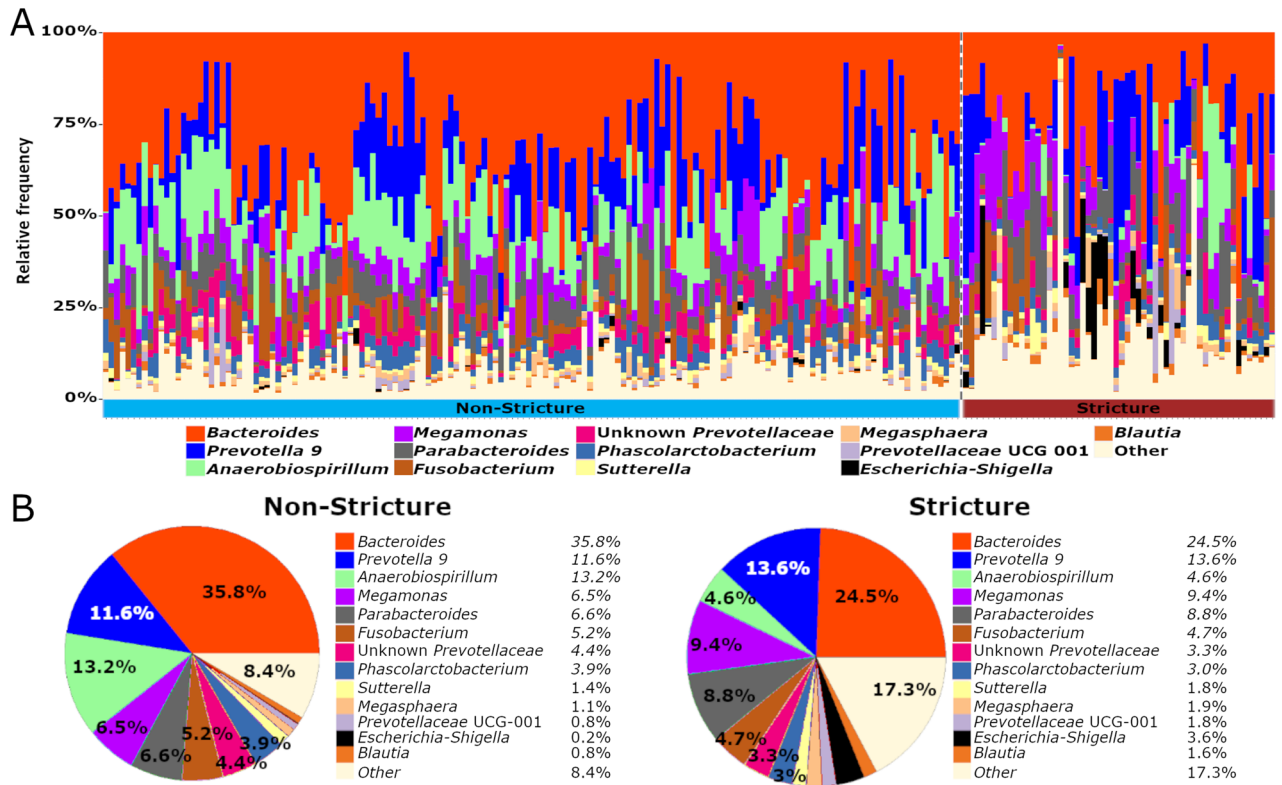 A
100%
75%
50%
25%
0%
Relative frequency
Non-Stricture
Stricture
Bacteroides Megamonas Unknown Prevotellaceae Megasphaera Blautia
Prevotella 9 Parabacteroides Phascolarctobacterium Prevotellaceae UCG 001 Other
Anaerobiospirillum Fusobacterium Sutterella Escherichia-Shigella
B
Non-Stricture
35.8%
11.6%
13.2%
6.5%
6.6%
5.2%
4.4%
3.9%
8.4%
Bacteroides 35.8%
Prevotella 9 11.6%
Anaerobiospirillum 13.2%
Megamonas 6.5%
Parabacteroides 6.6%
Fusobacterium 5.2%
Unknown Prevotellaceae 4.4%
Phascolarctobacterium 3.9%
Sutterella 1.4%
Megasphaera 1.1%
Prevotellaceae UCG-001 0.8%
Escherichia-Shigella 0.2%
Blautia 0.8%
Other 8.4%
Stricture
24.5%
13.6%
4.6%
9.4%
8.8%
4.7%
3.3%
3%
17.3%
Bacteroides 24.5%
Prevotella 9 13.6%
Anaerobiospirillum 4.6%
Megamonas 9.4%
Parabacteroides 8.8%
Fusobacterium 4.7%
Unknown Prevotellaceae 3.3%
Phascolarctobacterium 3.0%
Sutterella 1.8%
Megasphaera 1.9%
Prevotellaceae UCG-001 1.8%
Escherichia-Shigella 3.6%
Blautia 1.6%
Other 17.3%